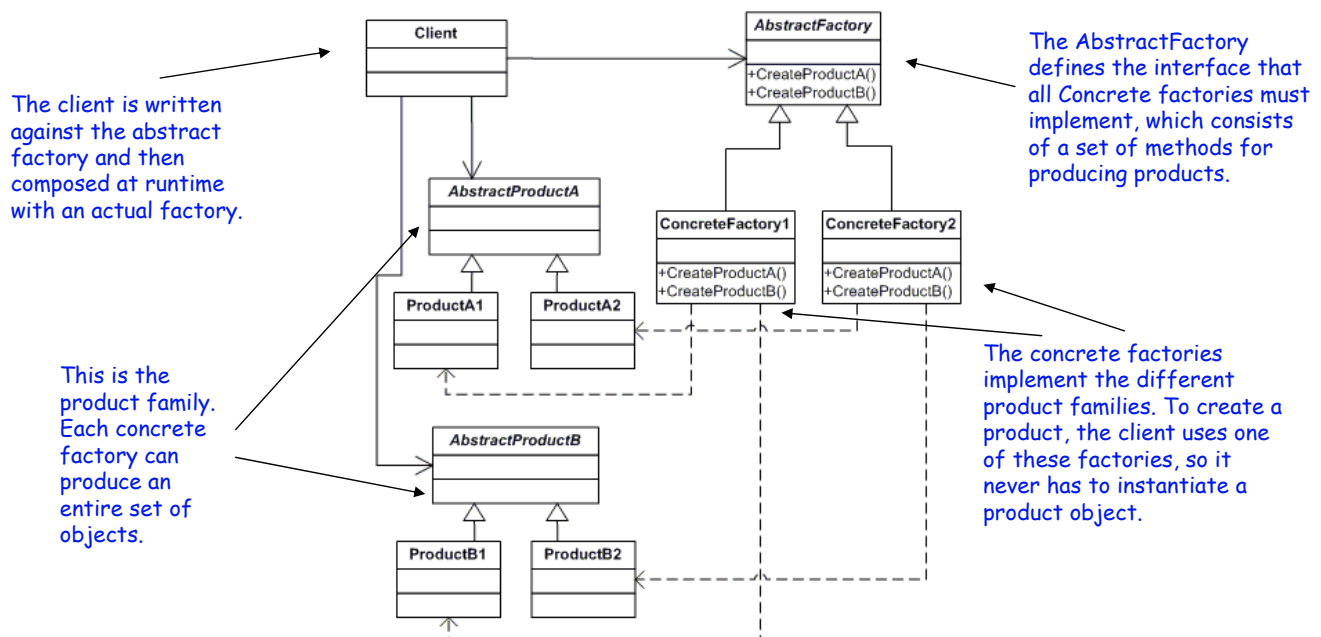 Client
AbstractFactory
+CreateProductA()
+CreateProductB()
The AbstractFactory
defines the interface that
all Concrete factories must
implement, which consists
of a set of methods for
producing products.
The client is written
against the abstract
factory and then
composed at runtime
with an actual factory.
AbstractProductA
ConcreteFactory1
+CreateProductA()
+CreateProductB()
ConcreteFactory2
+CreateProductA()
+CreateProductB()
ProductA1
ProductA2
The concrete factories
implement the different
product families. To create a
product, the client uses one
of these factories, so it
never has to instantiate a
product object.
This is the
product family.
Each concrete
factory can
produce an
entire set of
objects.
AbstractProductB
ProductB1
ProductB2